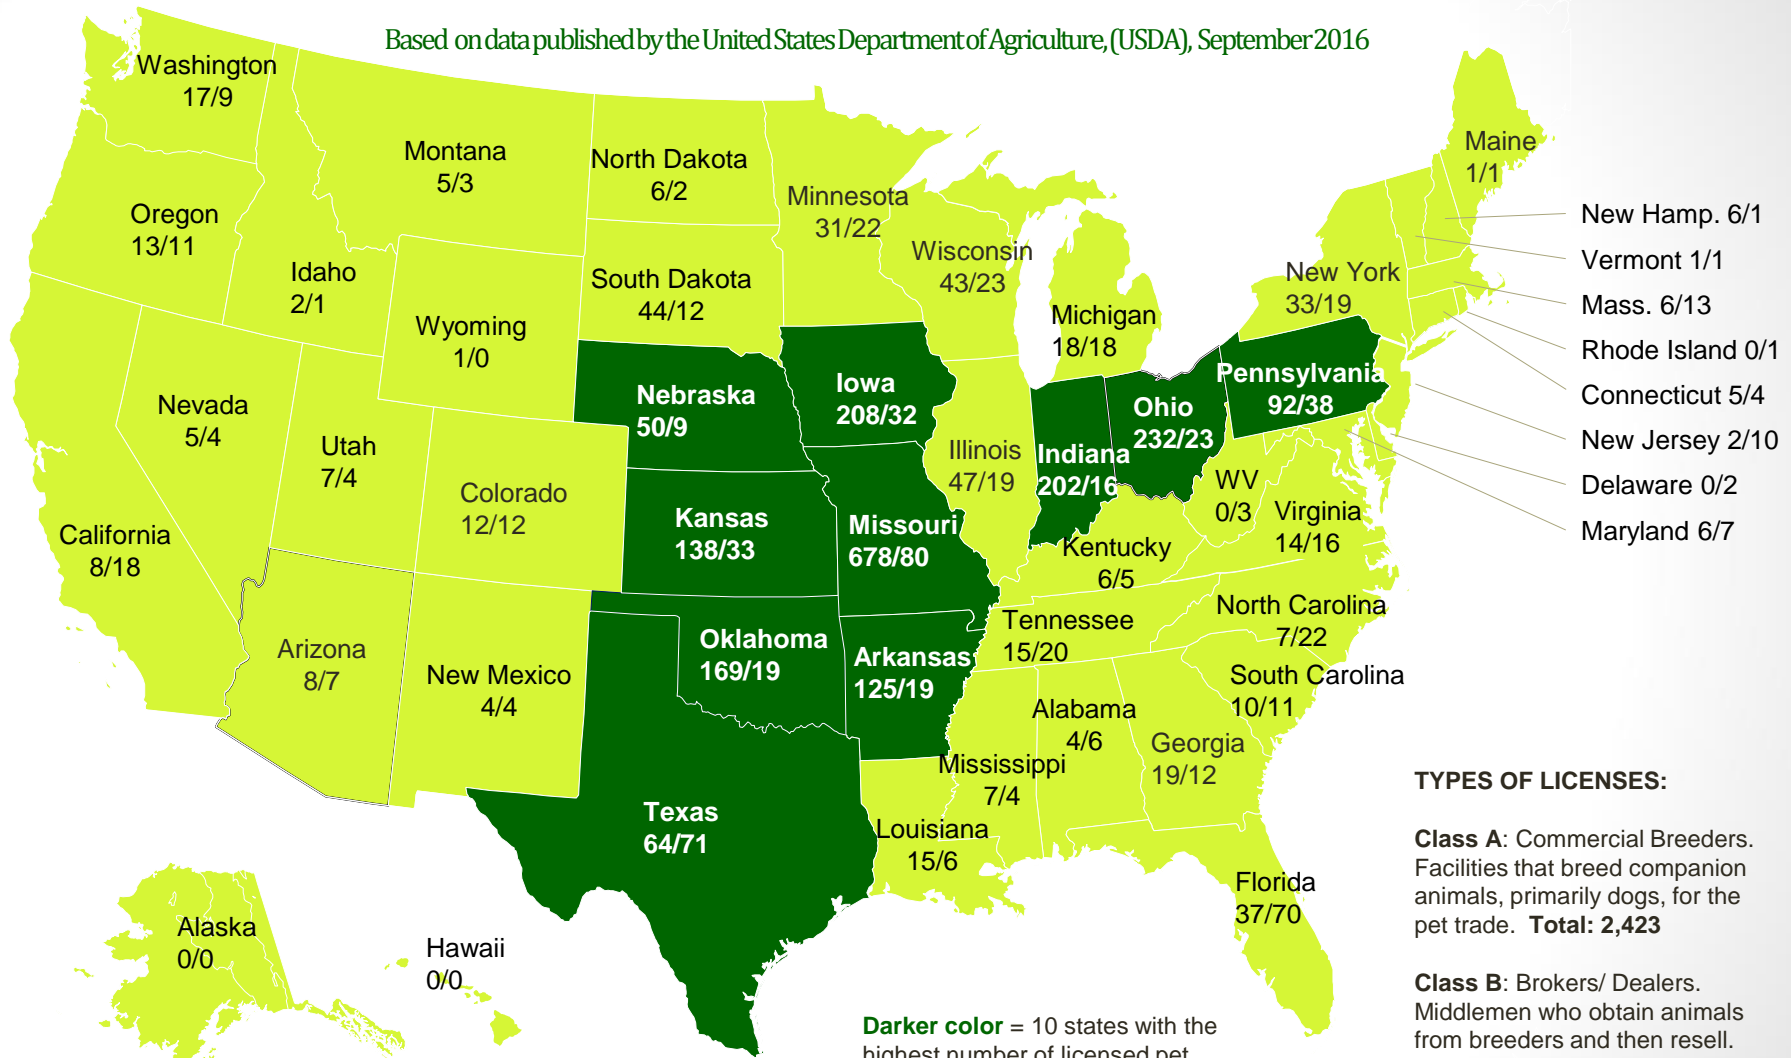 Based on data published by the United States Department of Agriculture, (USDA), September 2016
Washington
17/9
Montana
5/3
North Dakota
6/2
Minnesota
31/22
Wisconsin
43/23
Michigan
18/18
New York
33/19
Maine
1/1
New Hamp. 6/1
Vermont 1/1
Mass. 6/13
Rhode Island 0/1
Connecticut 5/4
New Jersey 2/10
Delaware 0/2
Maryland 6/7
Oregon
13/11
Idaho
2/1
Wyoming
1/0
South Dakota
44/12
Nebraska
50/9
Iowa
208/32
Illinois
47/19
Indiana
202/16
Ohio
232/23
Pennsylvania
92/38
Nevada
5/4
Utah
7/4
Colorado
12/12
Kansas
138/33
Missouri
678/80
Kentucky
6/5
WV
0/3
Virginia
14/16
California
8/18
Arizona
8/7
New Mexico
4/4
Oklahoma
169/19
Arkansas
125/19
Tennessee
15/20
North Carolina
7/22
South Carolina
10/11
Texas
64/71
Louisiana
15/6
Mississippi
7/4
Alabama
4/6
Georgia
19/12
Florida
37/70
Alaska
0/0
Hawaii
0/0
Darker color = 10 states with the
highest number of licensed pet
TYPES OF LICENSES:
Class A: Commercial Breeders.
Facilities that breed companion
animals, primarily dogs, for the
pet trade. Total: 2,423
Class B: Brokers/ Dealers.
Middlemen who obtain animals
from breeders and then resell.